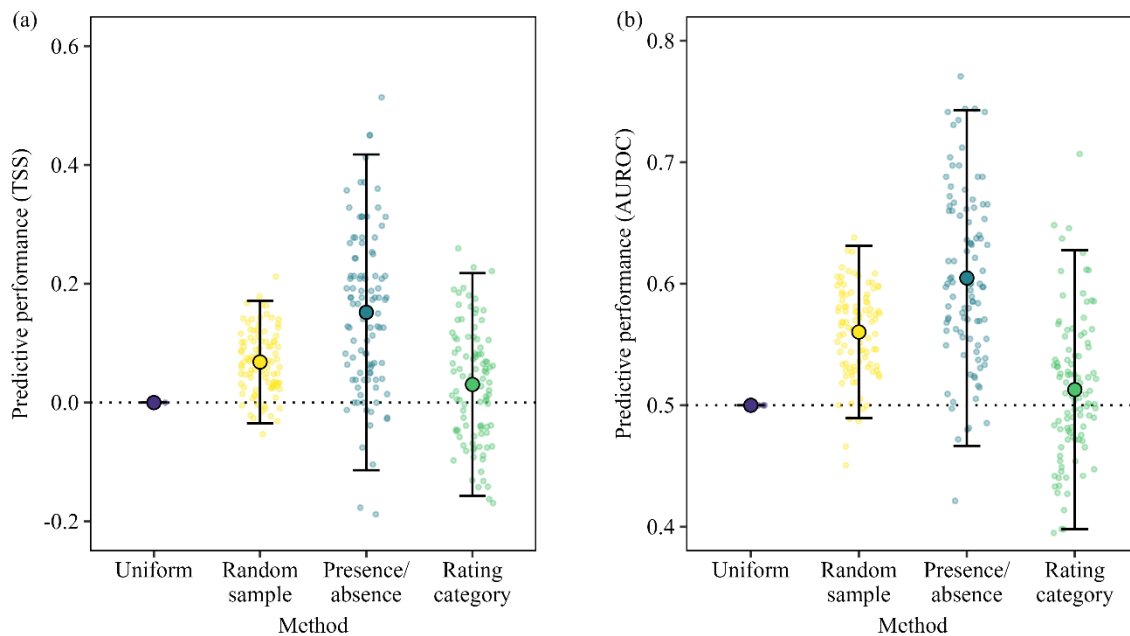 (a)
Predictive performance (TSS)
0.6
0.4
0.2
0.0
-0.2
Uniform
Random
sample
Presence/
absence
Rating
category
Method
(b)
Predictive performance (AUROC)
0.8
0.7
0.6
0.5
0.4
Uniform
Random
sample
Presence/
absence
Rating
category
Method